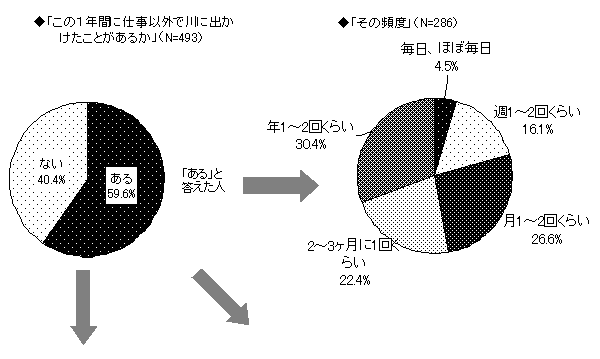 ◆「この１年間に仕事以外で川に出か
けたことがあるか」（N=493）
ない
40.4%
ある
59.6%
「ある」と
答えた人
◆「その頻度」（N=286）
毎日、ほぼ毎日
4.5%
週1～2回くらい
16.1%
月1～2回くらい
26.6%
2～3ヶ月に1回く
らい
22.4%
年1～2回くらい
30.4%